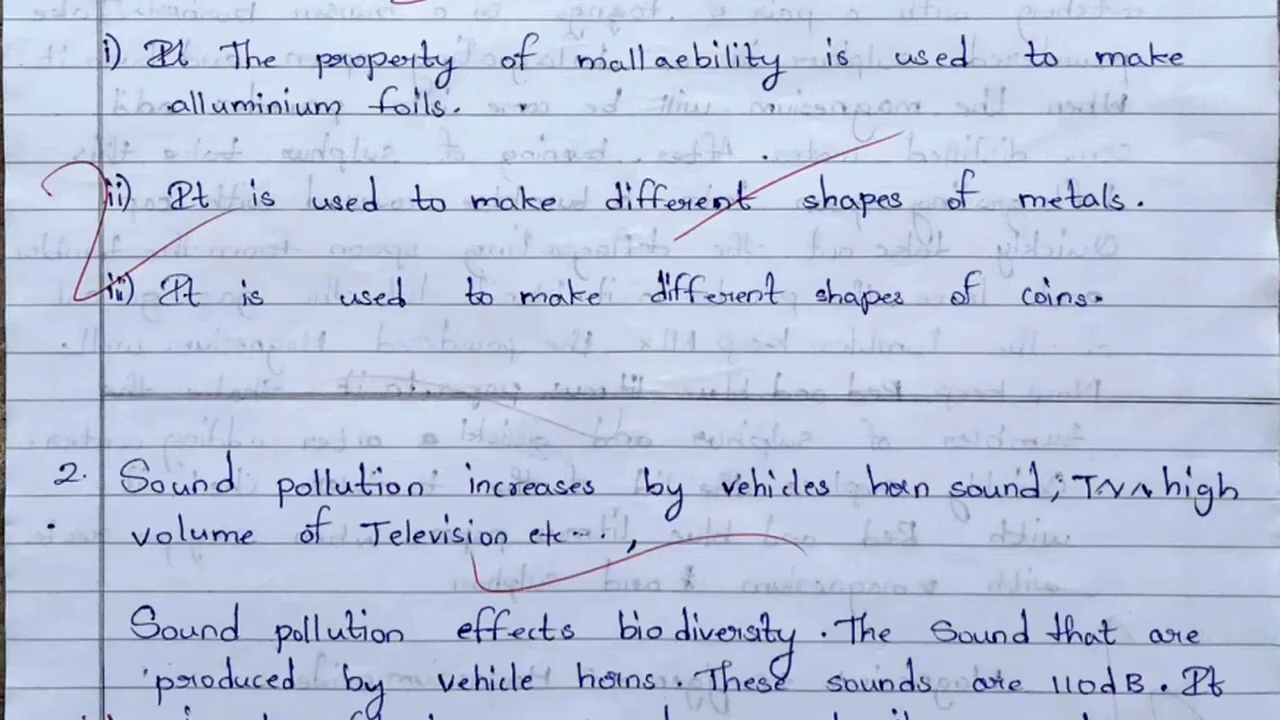 i) It The property of mallaebility is used to make
alluminium foils.
ii) It is used to make different shapes of metals.
iii) It is used to make different shapes of coins.
2. Sound pollution increases by vehicles horn sound; high
volume of Television etc....,
Sound pollution effects biodiversity. The Sound that are
produced by vehicle horns. These sounds are 110dB. It